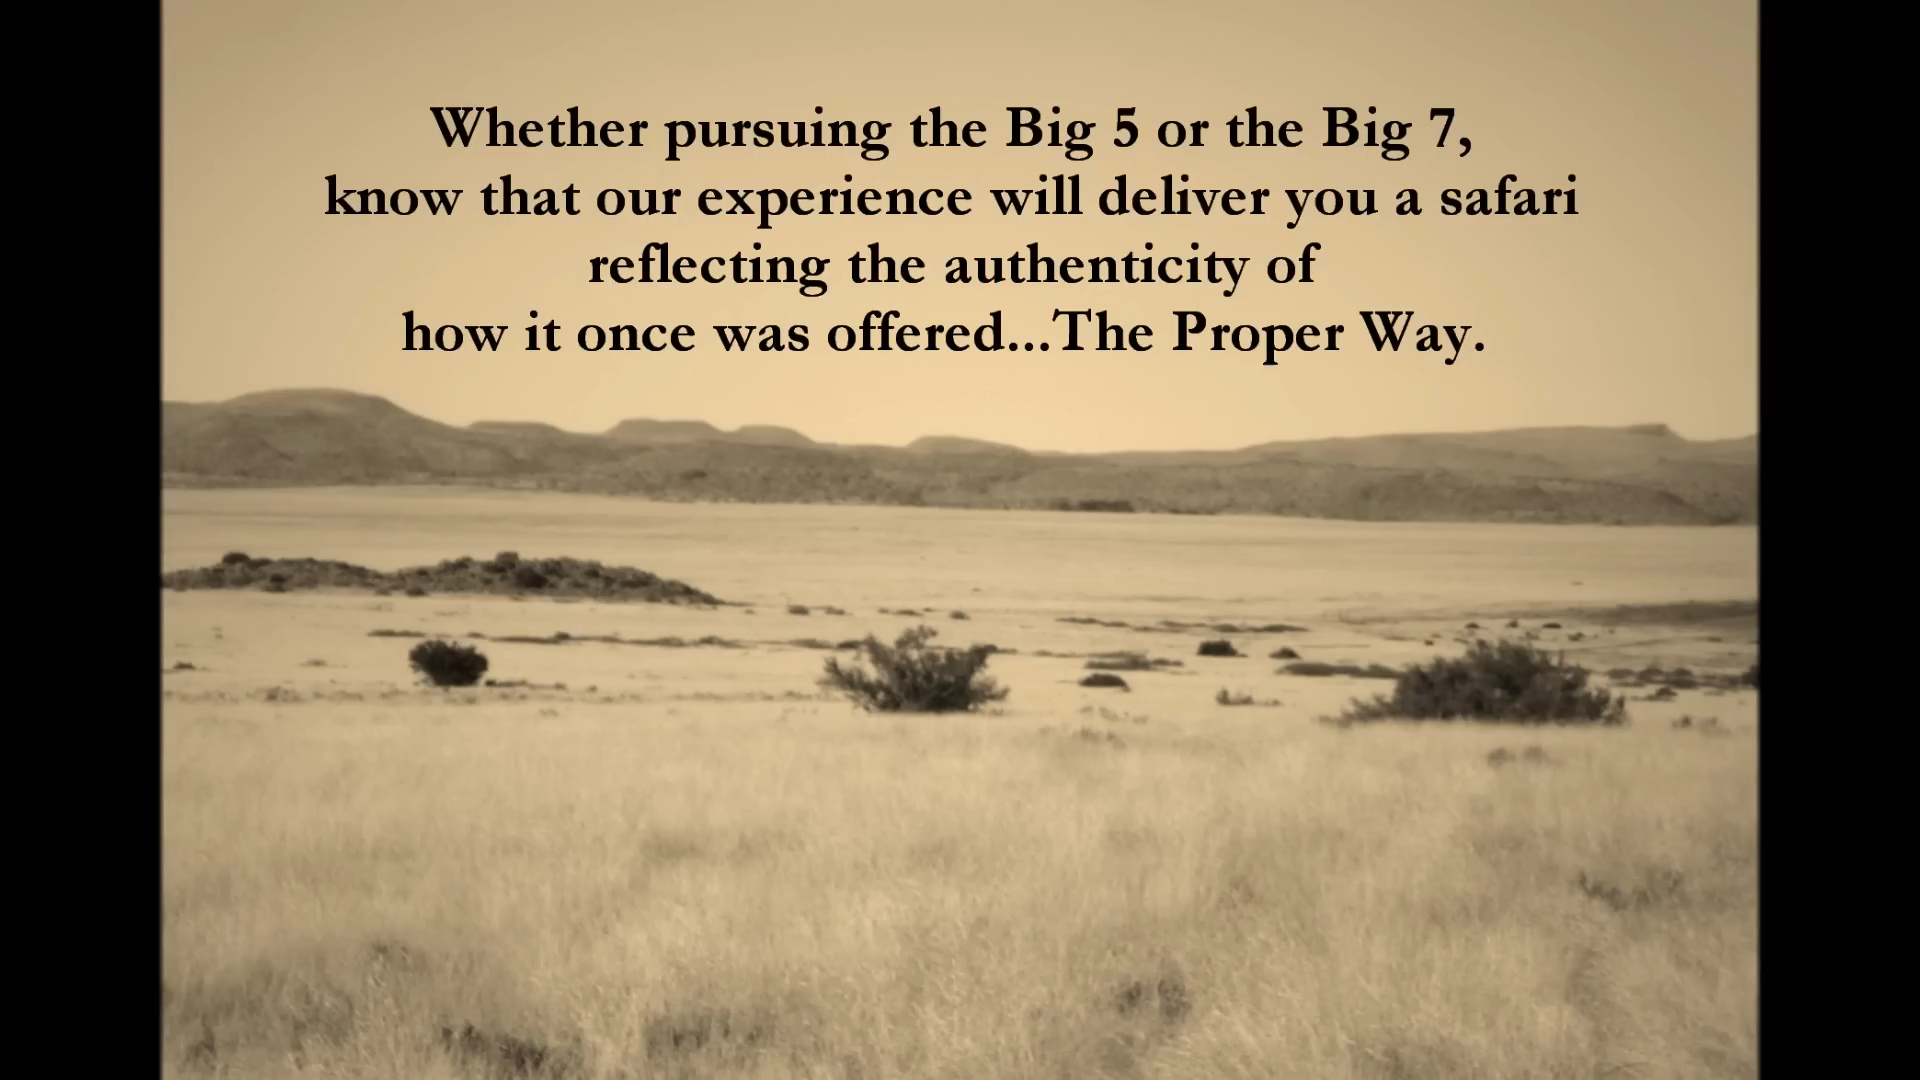 Whether pursuing the Big 5 or the Big 7,
know that our experience will deliver you a safari
reflecting the authenticity of
how it once was offered...The Proper Way.